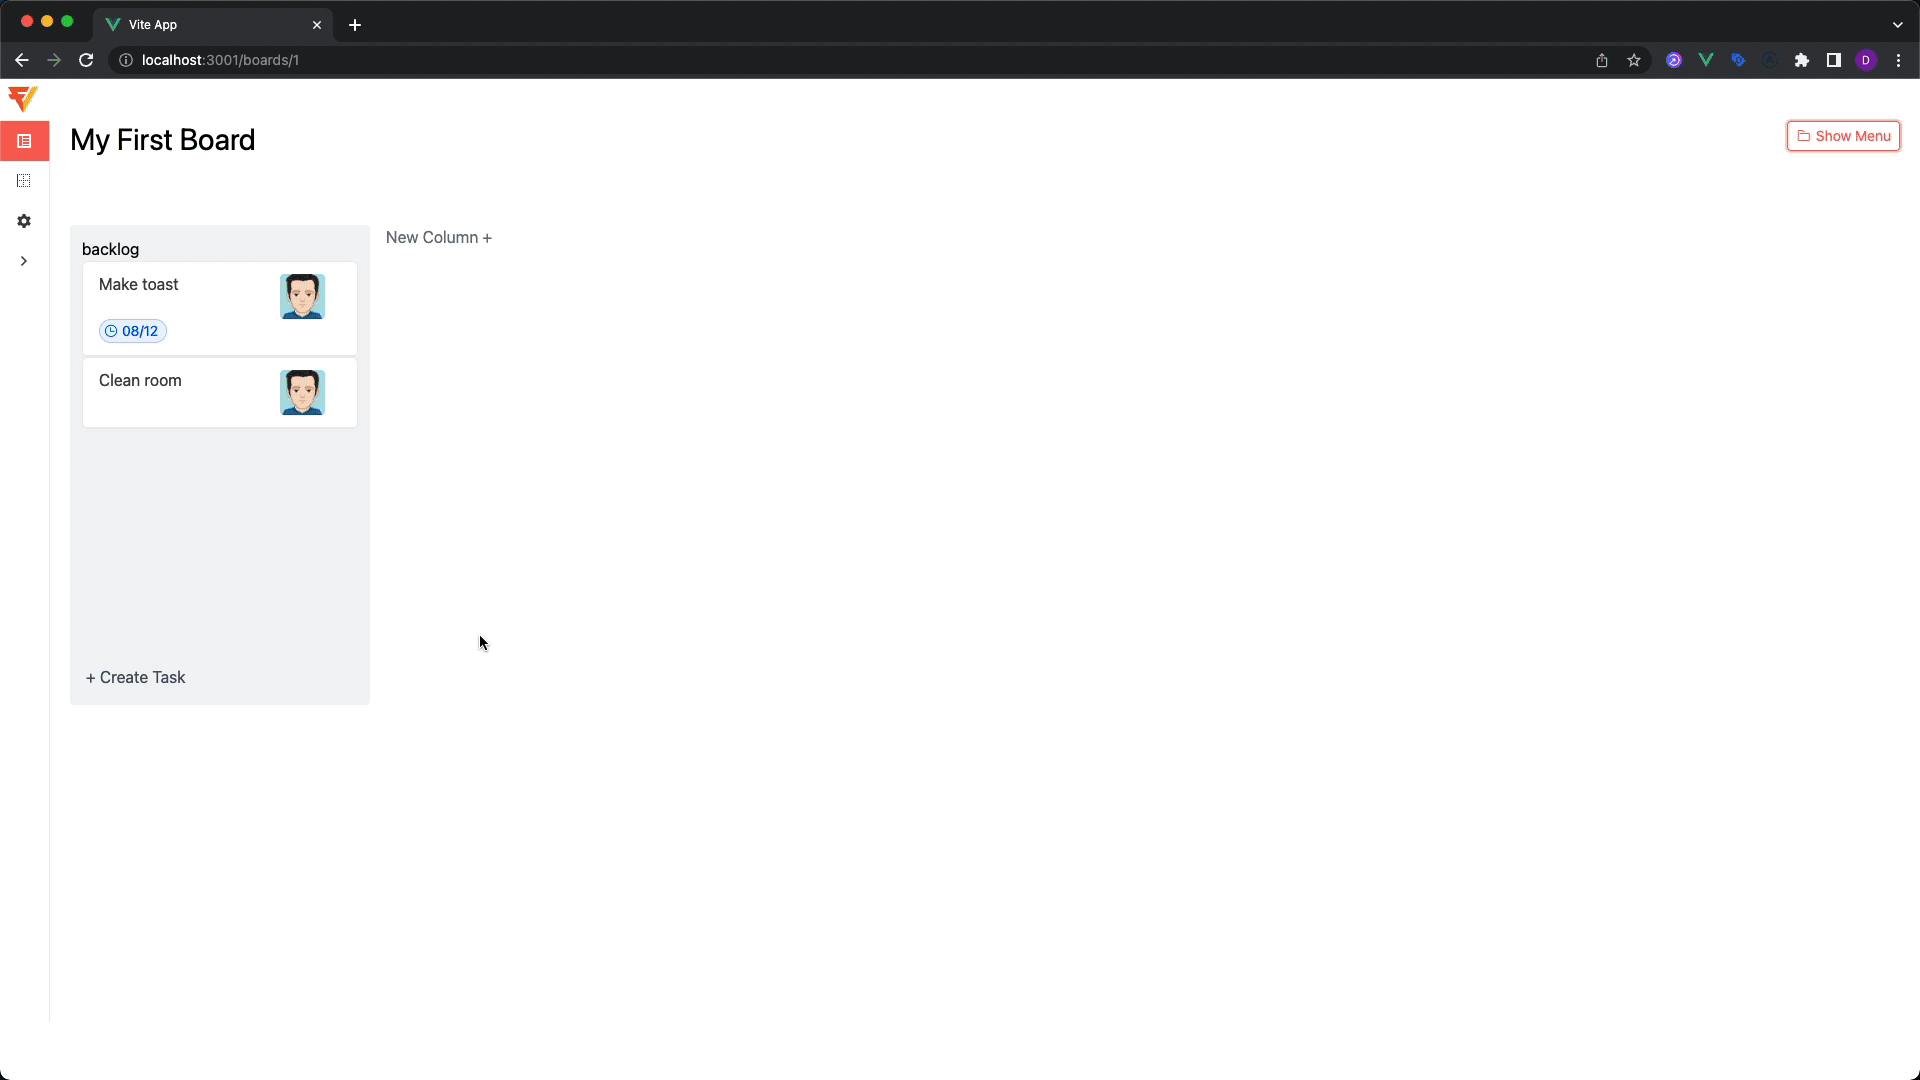 Vite App
localhost:3001/boards/1
D
My First Board
Show Menu
backlog
New Column +
Make toast
08/12
Clean room
+ Create Task